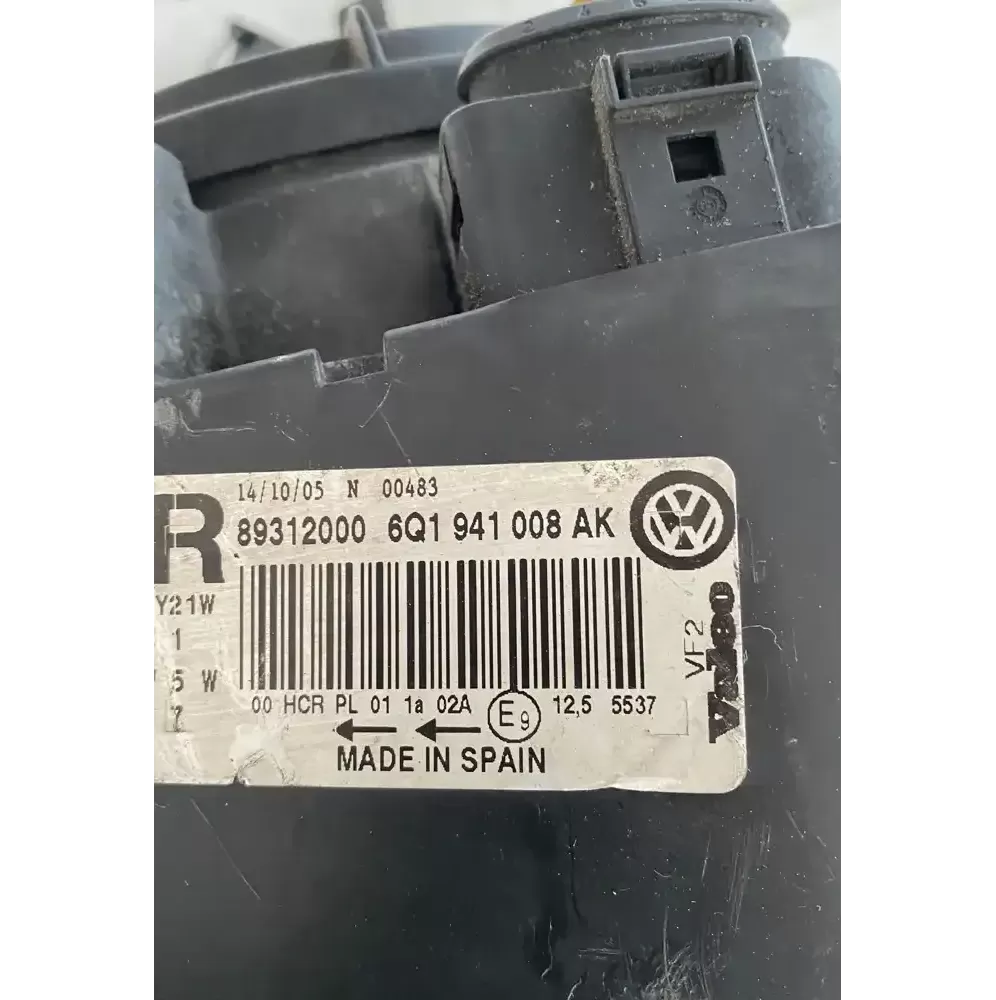 14/10/05 N 00483
R 89312000 6Q1 941 008 AK
Y21W
1
5 W
7
00 HCR PL 01 1a 02A E9 12,5 5537
MADE IN SPAIN
VF2
Valeo